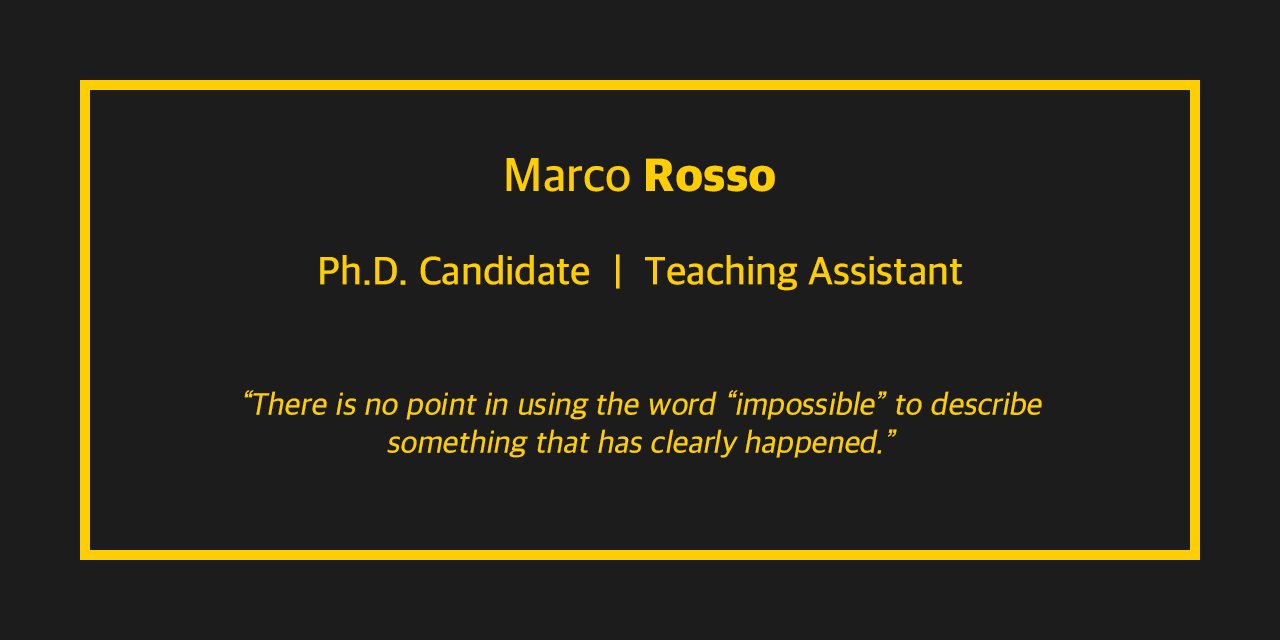 Marco Rosso
Ph.D. Candidate | Teaching Assistant
“There is no point in using the word “impossible” to describe
something that has clearly happened.”